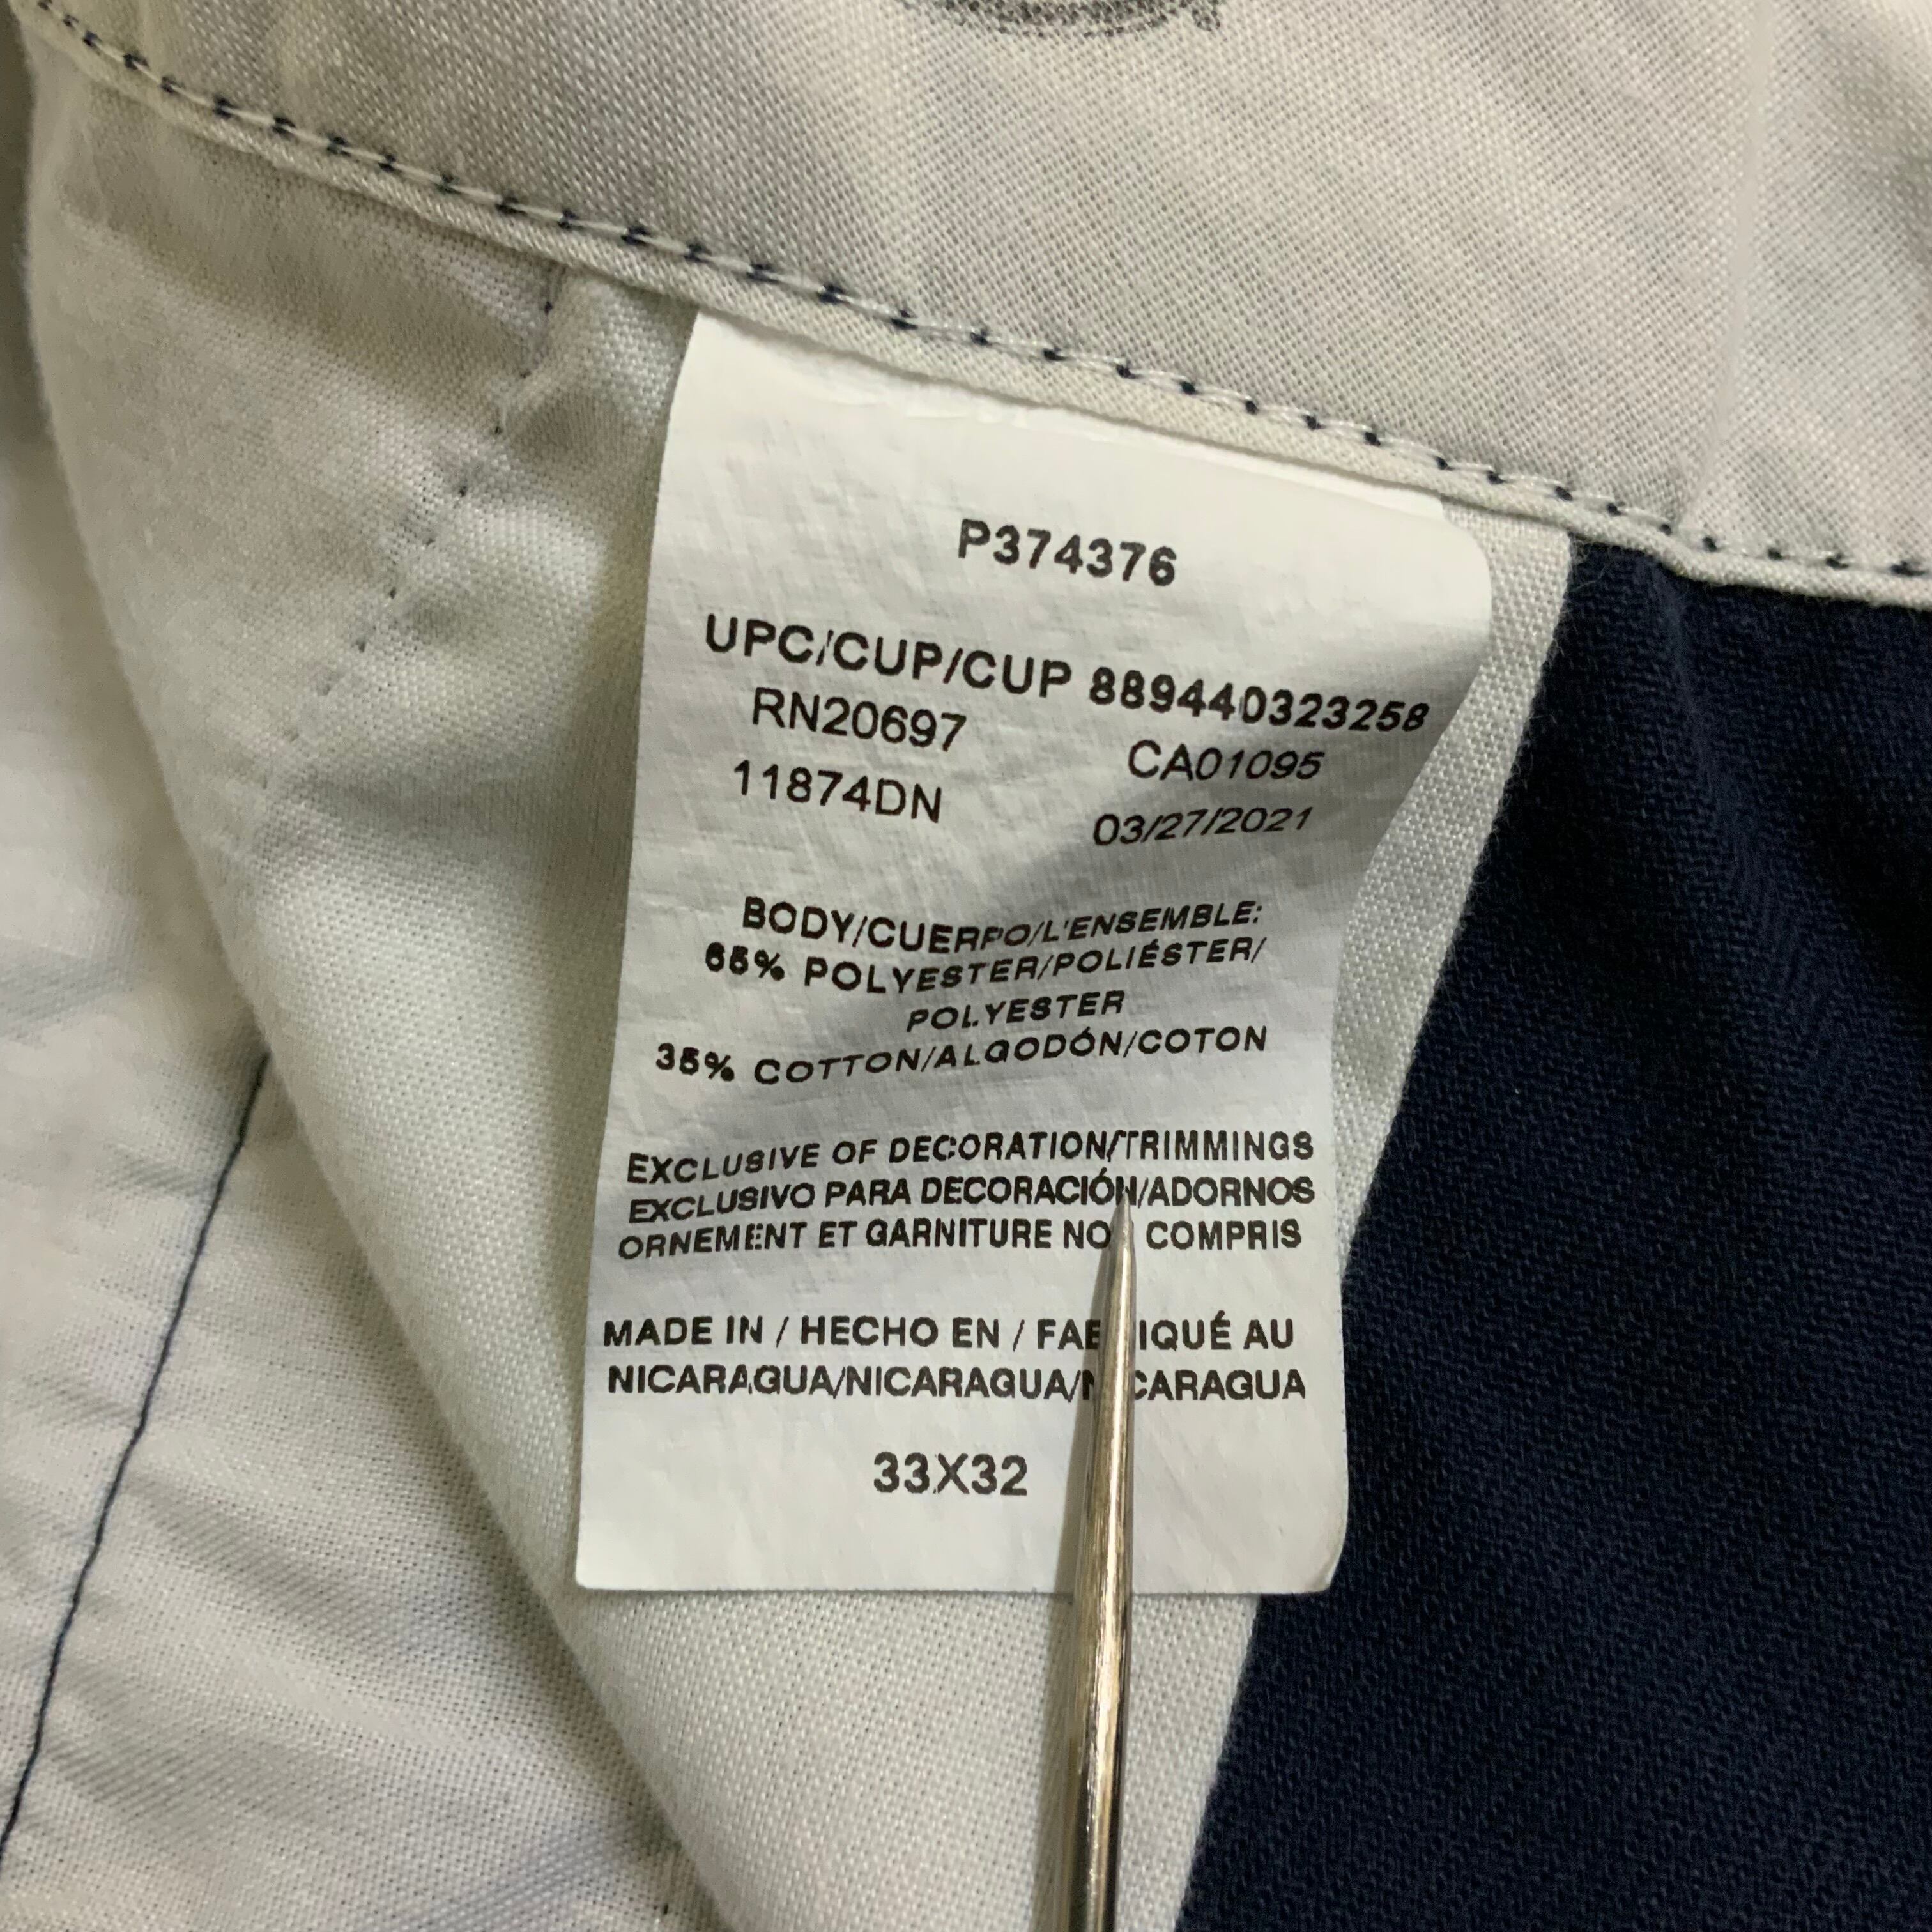 P374376
UPC/CUP/CUP 889440323258
RN20697 CA01095
11874DN 03/27/2021
BODY/CUERPO/L'ENSEMBLE:
65% POLYESTER/POLIÉSTER/
POLYESTER
35% COTTON/ALGODÓN/COTON
EXCLUSIVE OF DECORATION/TRIMMINGS
EXCLUSIVO PARA DECORACIÓN/ADORNOS
ORNEMENT ET GARNITURE NON COMPRIS
MADE IN / HECHO EN / FABRIQUÉ AU
NICARAGUA/NICARAGUA/NICARAGUA
33X32